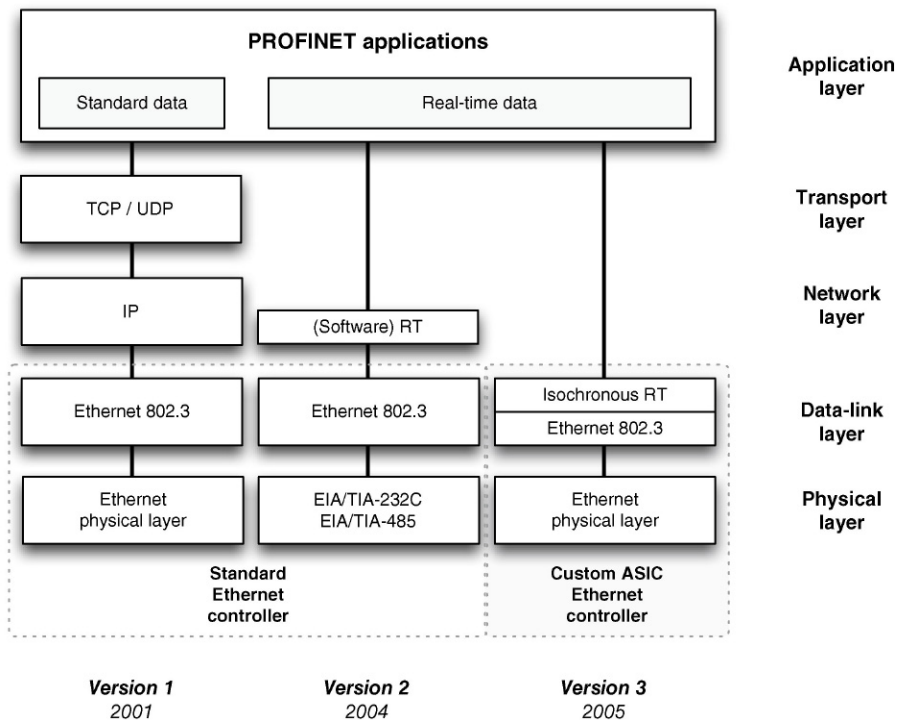 PROFINET applications
Standard data
Real-time data
Application
layer
TCP / UDP
Transport
layer
IP
(Software) RT
Network
layer
Ethernet 802.3
Ethernet 802.3
Isochronous RT
Ethernet 802.3
Data-link
layer
Ethernet
physical layer
EIA/TIA-232C
EIA/TIA-485
Ethernet
physical layer
Physical
layer
Standard
Ethernet
controller
Custom ASIC
Ethernet
controller
Version 1
2001
Version 2
2004
Version 3
2005